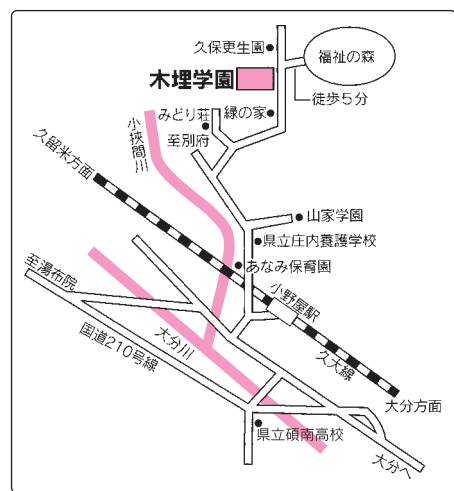 久保更生園
福祉の森
木埋学園
徒歩5分
みどり荘
緑の家
至別府
小挾間川
久留米方面
山家学園
県立庄内養護学校
あなみ保育園
小野屋駅
至湯布院
大分川
久大線
国道210号線
大分方面
県立碩南高校
大分へ